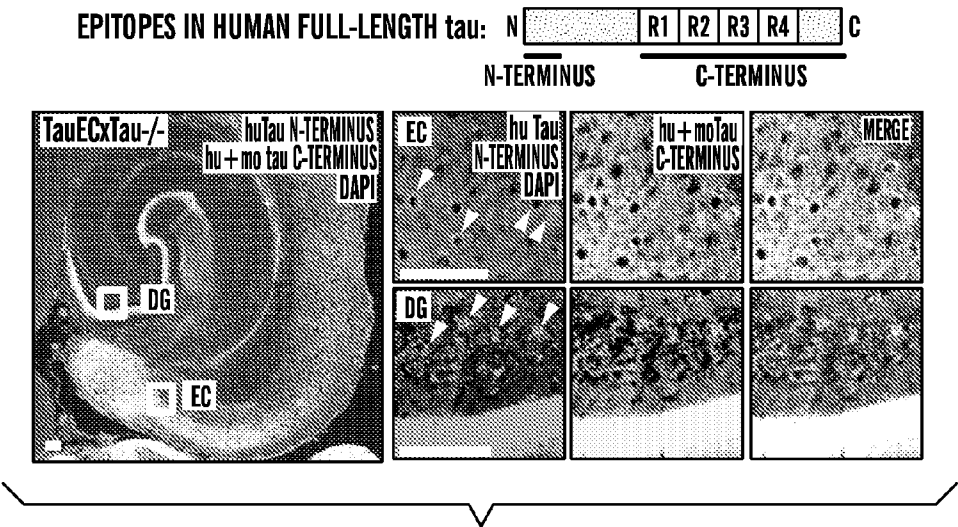 EPITOPES IN HUMAN FULL-LENGTH tau: N R1 R2 R3 R4 C
N-TERMINUS C-TERMINUS
TauECxTau-/-
huTau N-TERMINUS
hu+mo tau C-TERMINUS
DAPI
DG
EC
EC
hu Tau
N-TERMINUS
DAPI
hu+moTau
C-TERMINUS
MERGE
DG